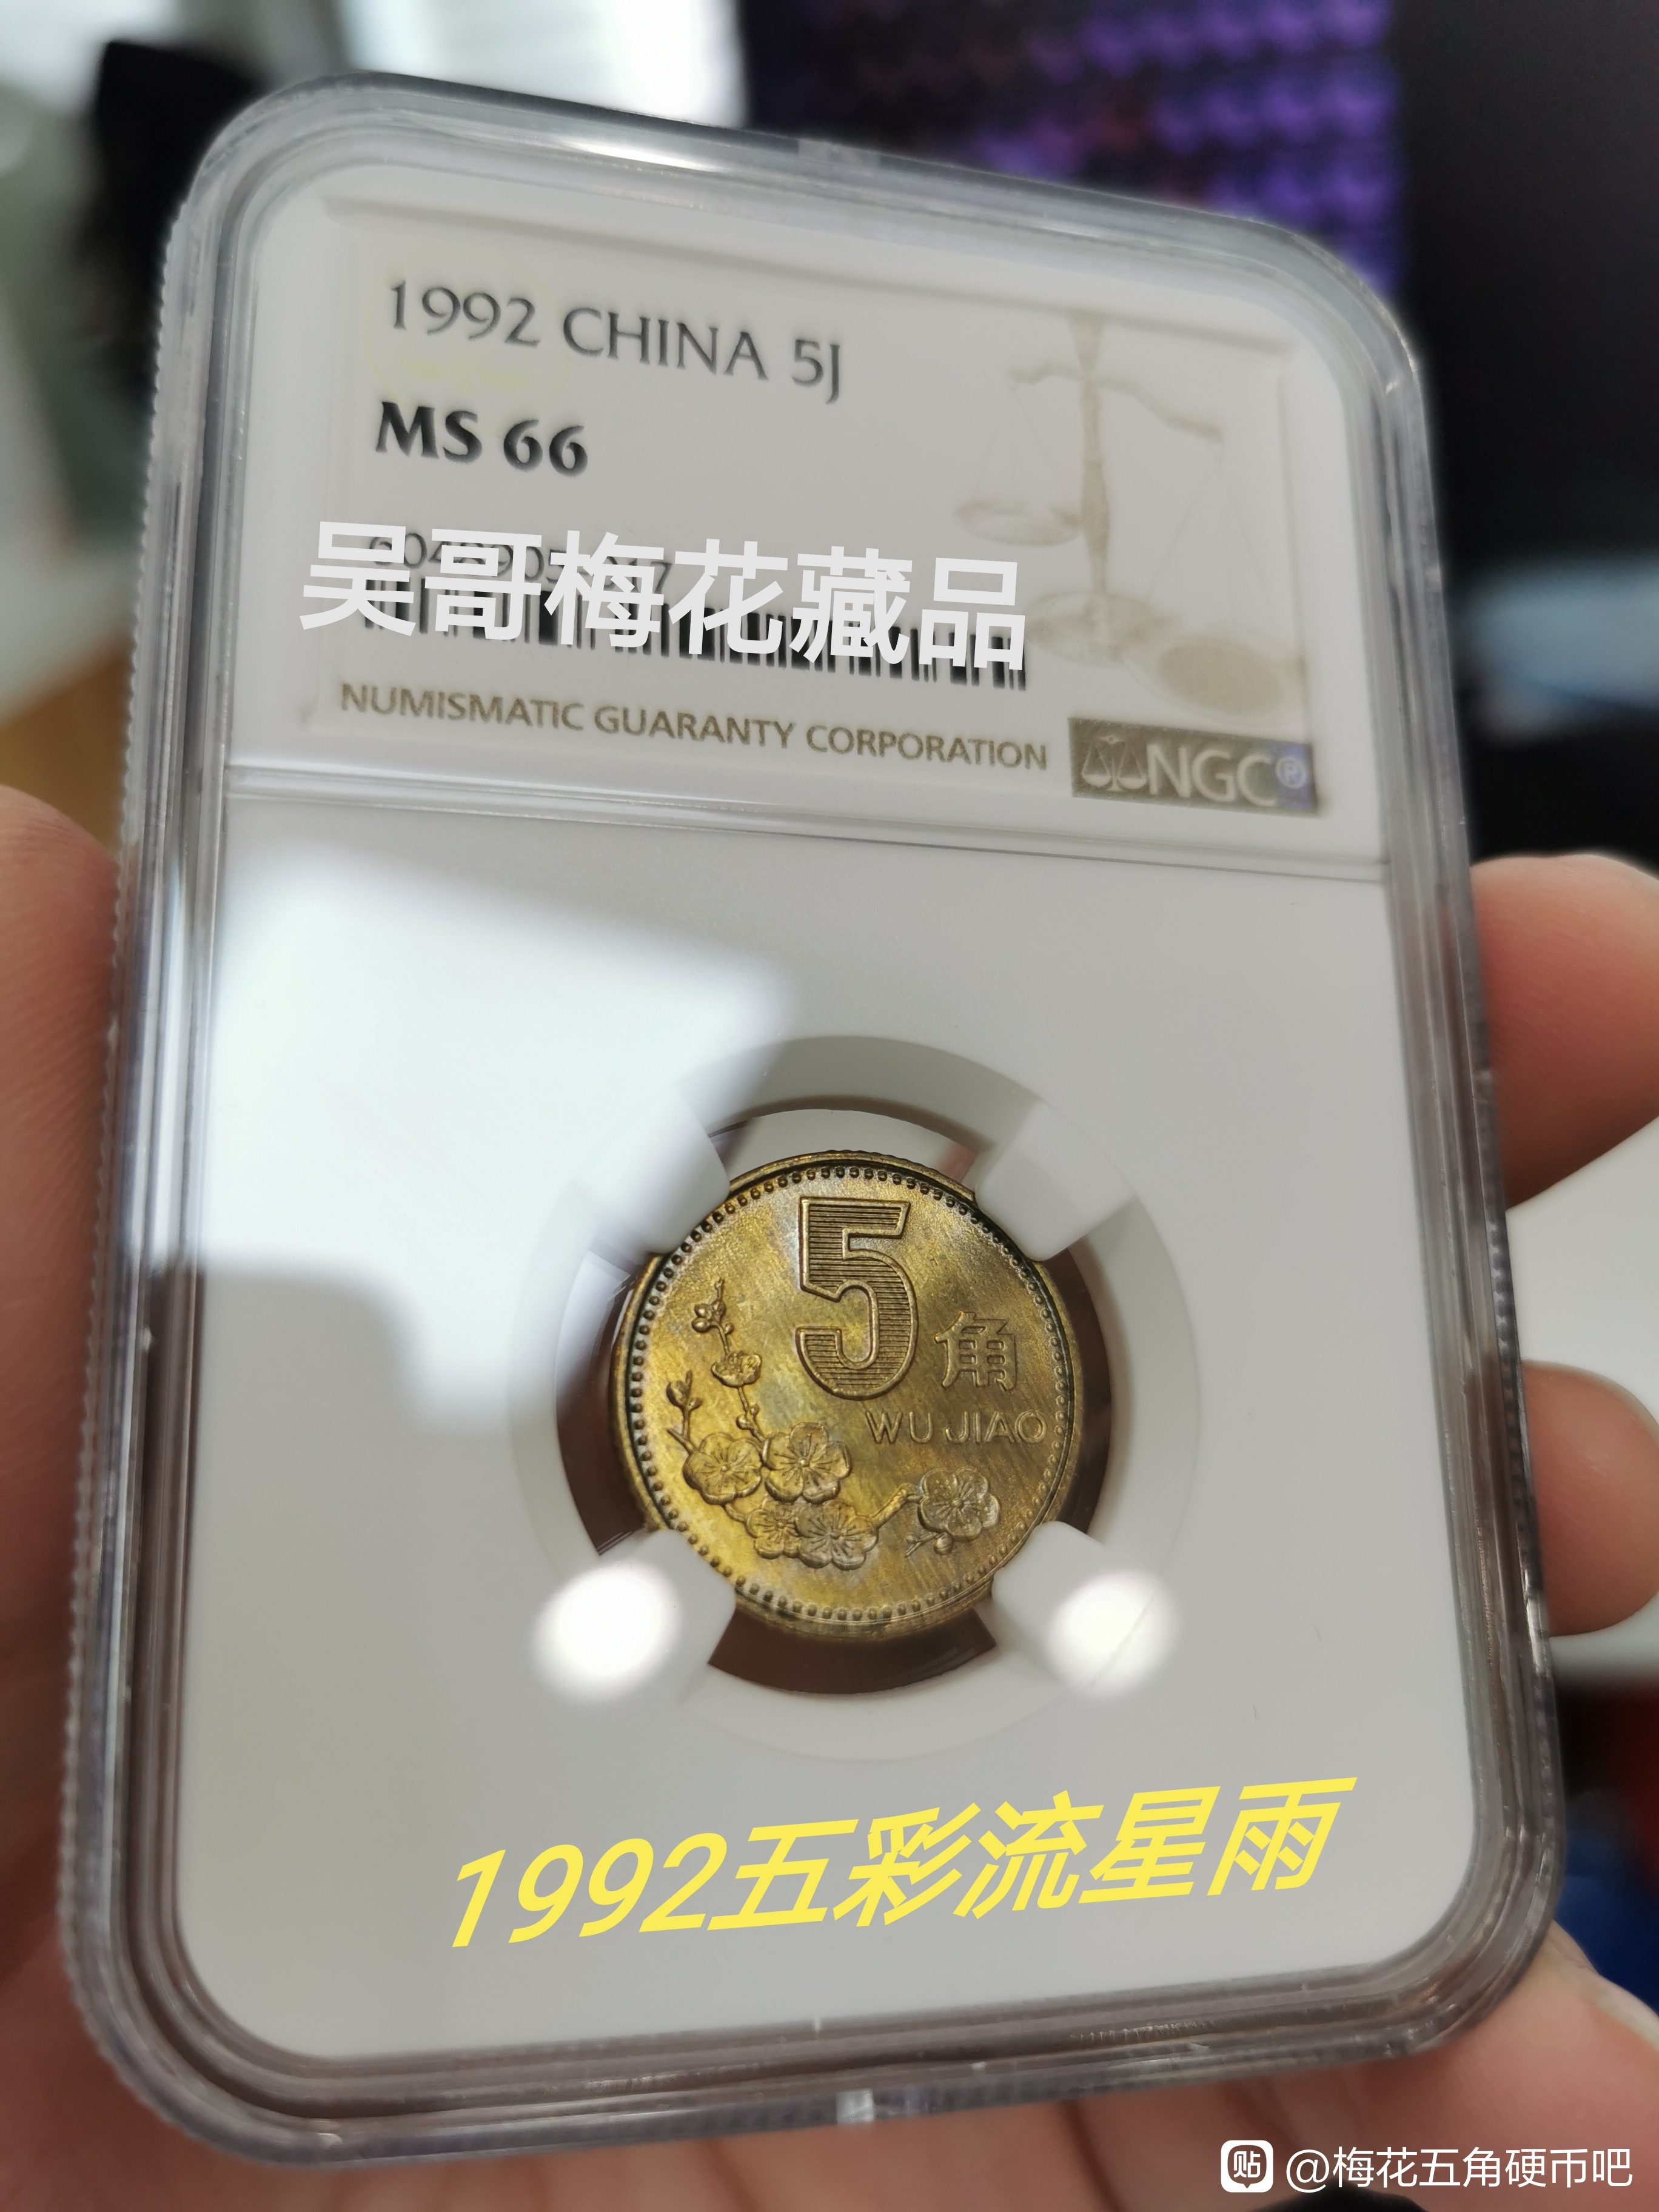 1992 CHINA 5J
MS 66
吴哥梅花藏品
NUMISMATIC GUARANTY CORPORATION
NGC®
5
角
WU JIAO
1992五彩流星雨
贴 @梅花五角硬币吧